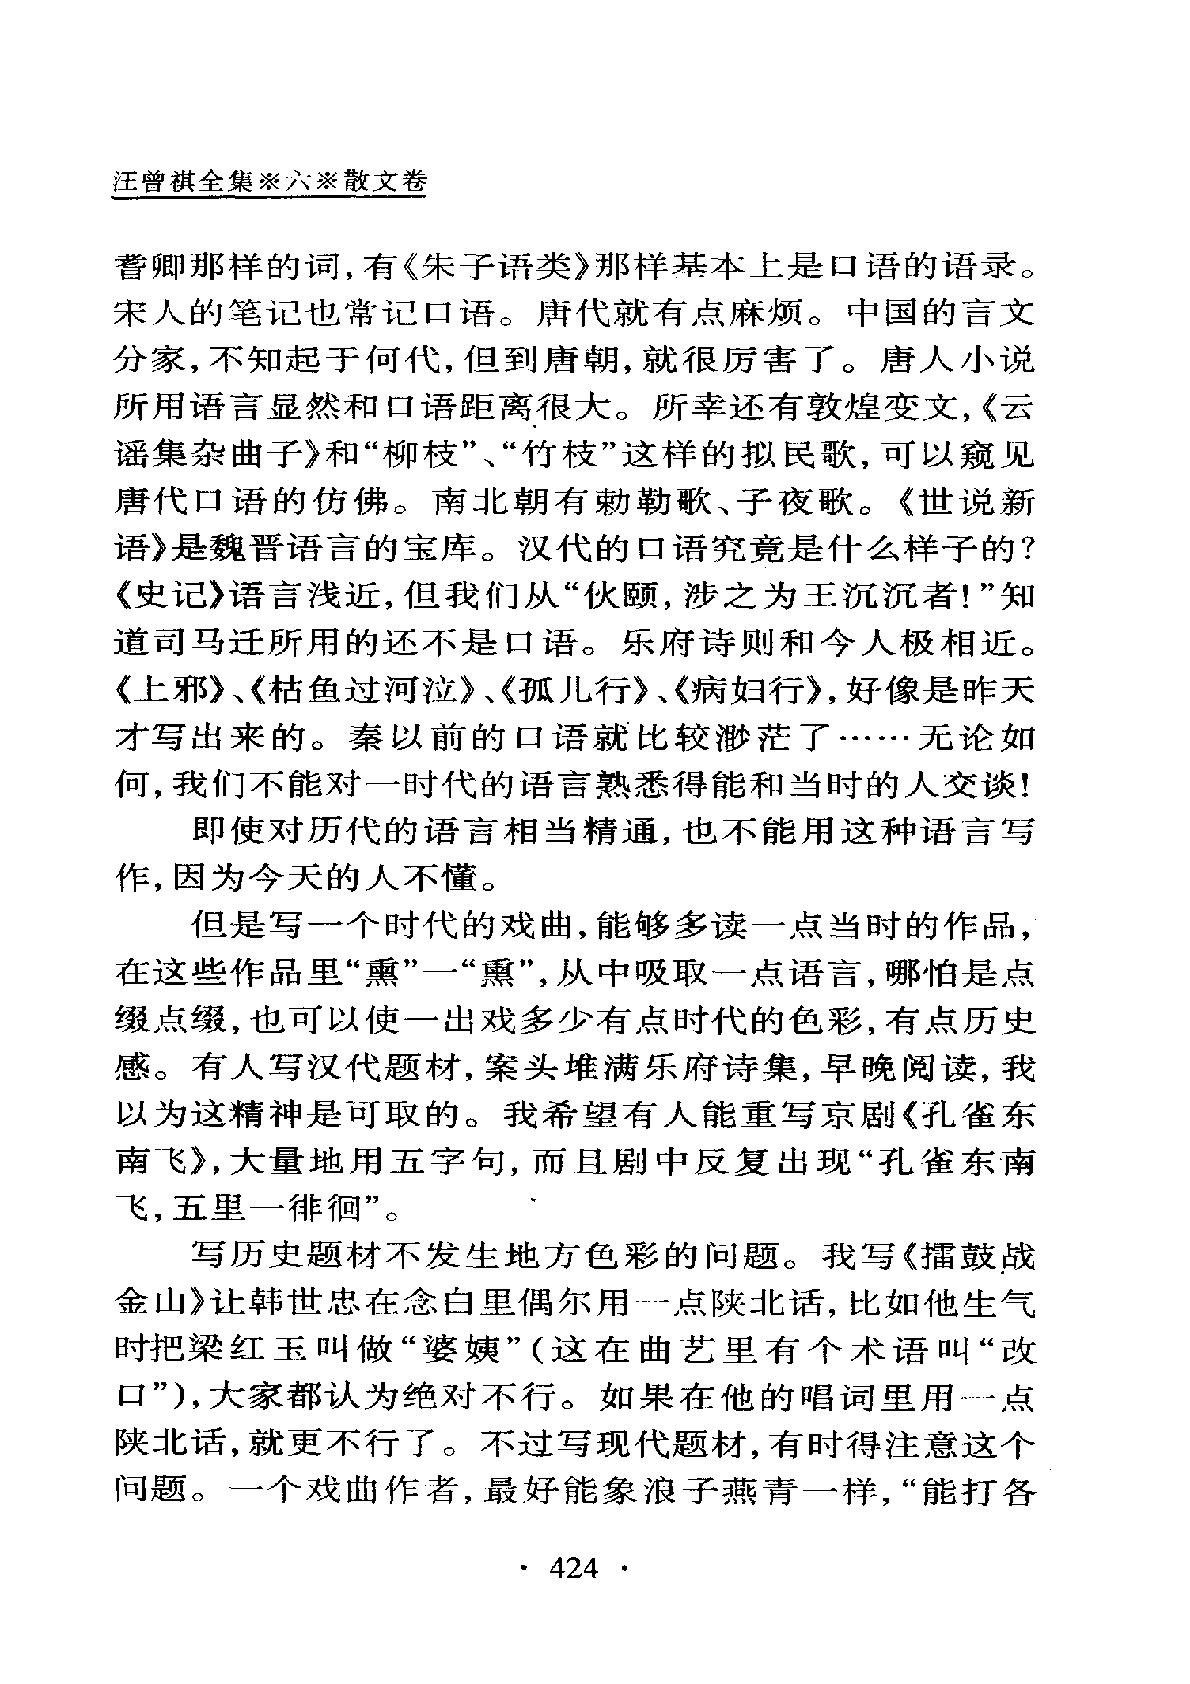 汪曾祺全集※六※散文卷
耆卿那样的词,有《朱子语类》那样基本上是口语的语录。
宋人的笔记也常记口语。唐代就有点麻烦。中国的言文
分家,不知起于何代,但到唐朝,就很厉害了。唐人小说
所用语言显然和口语距离很大。所幸还有敦煌变文,《云
谣集杂曲子》和“柳枝”、“竹枝”这样的拟民歌,可以窥见
唐代口语的仿佛。南北朝有勅勒歌、子夜歌。《世说新
语》是魏晋语言的宝库。汉代的口语究竟是什么样子的?
《史记》语言浅近,但我们从“伙颐,涉之为王沉沉者!”知
道司马迁所用的还不是口语。乐府诗则和今人极相近。
《上邪》、《枯鱼过河泣》、《孤儿行》、《病妇行》,好像是昨天
才写出来的。秦以前的口语就比较渺茫了……无论如
何,我们不能对一时代的语言熟悉得能和当时的人交谈!
即使对历代的语言相当精通,也不能用这种语言写
作,因为今天的人不懂。
但是写一个时代的戏曲,能够多读一点当时的作品,
在这些作品里“熏”一“熏”,从中吸取一点语言,哪怕是点
缀点缀,也可以使一出戏多少有点时代的色彩,有点历史
感。有人写汉代题材,案头堆满乐府诗集,早晚阅读,我
以为这精神是可取的。我希望有人能重写京剧《孔雀东
南飞》,大量地用五字句,而且剧中反复出现“孔雀东南
飞,五里一徘徊”。
写历史题材不发生地方色彩的问题。我写《擂鼓战
金山》让韩世忠在念白里偶尔用一点陕北话,比如他生气
时把梁红玉叫做“婆姨”(这在曲艺里有个术语叫“改
口”),大家都认为绝对不行。如果在他的唱词里用一点
陕北话,就更不行了。不过写现代题材,有时得注意这个
问题。一个戏曲作者,最好能象浪子燕青一样,“能打各
· 424 ·